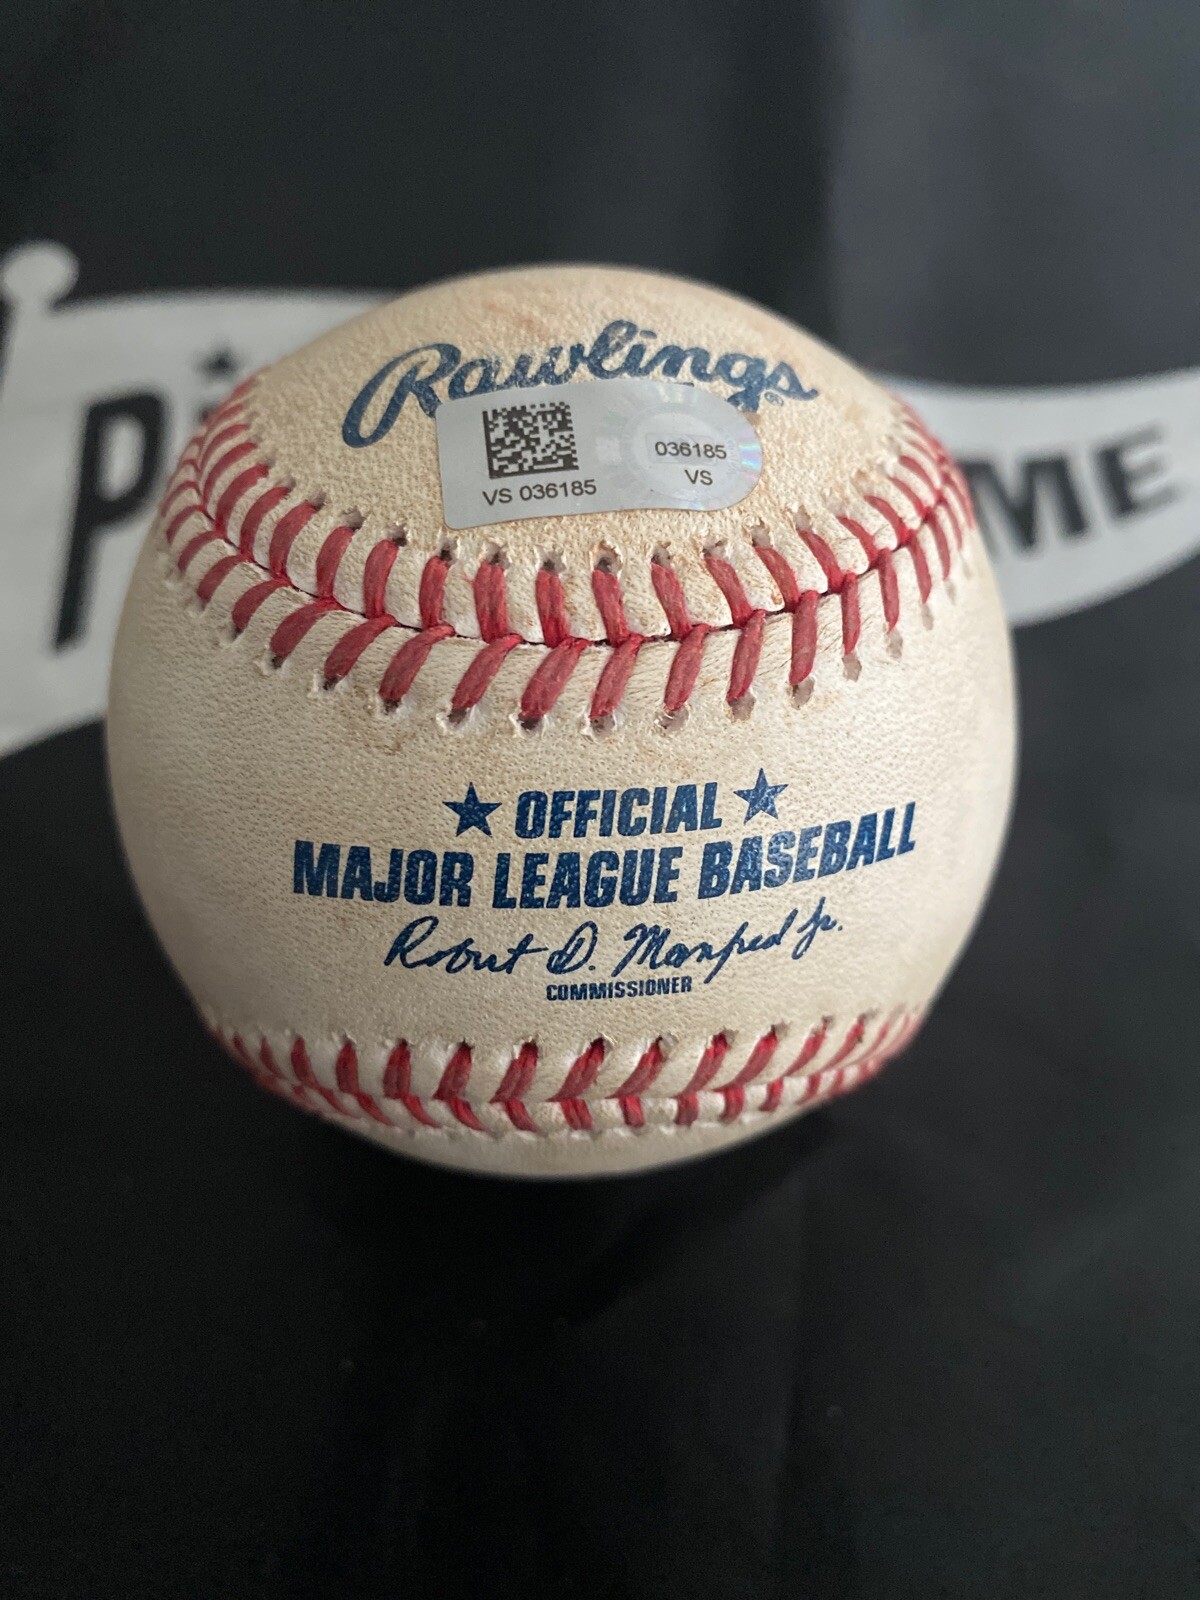 Rawlings
®
VS 036185
036185
VS
★ OFFICIAL ★
MAJOR LEAGUE BASEBALL
Robert D. Manfred Jr.
COMMISSIONER
ME